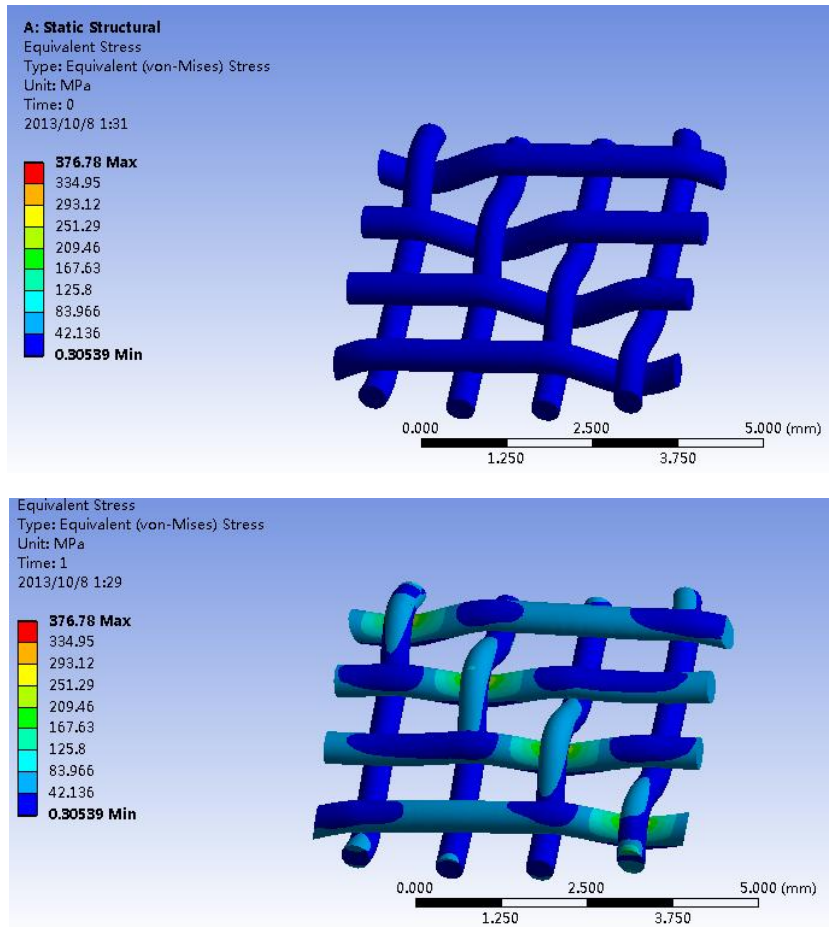 A: Static Structural
Equivalent Stress
Type: Equivalent (von-Mises) Stress
Unit: MPa
Time: 0
2013/10/8 1:31
376.78 Max
334.95
293.12
251.29
209.46
167.63
125.8
83.966
42.136
0.30539 Min
0.000 2.500 5.000 (mm)
1.250 3.750
Equivalent Stress
Type: Equivalent (von-Mises) Stress
Unit: MPa
Time: 1
2013/10/8 1:29
376.78 Max
334.95
293.12
251.29
209.46
167.63
125.8
83.966
42.136
0.30539 Min
0.000 2.500 5.000 (mm)
1.250 3.750